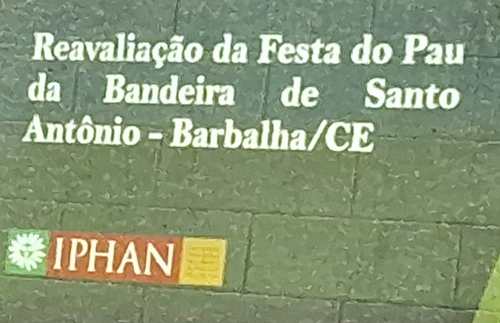 Reavaliação da Festa do Pau
da Bandeira de Santo
Antônio - Barbalha/CE
IPHAN